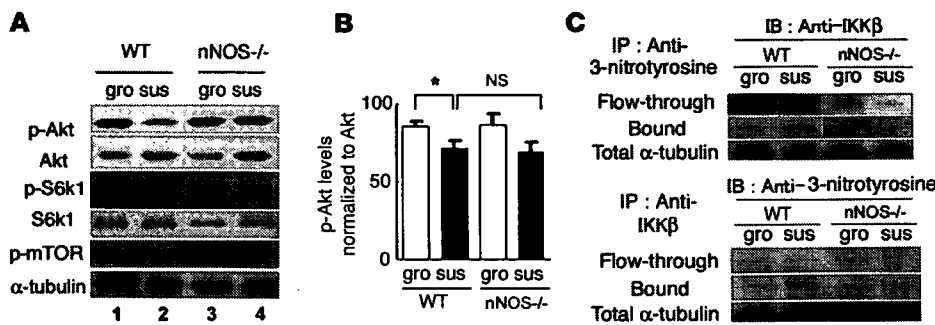 A
WT nNOS-/-
gro sus gro sus
p-Akt
Akt
p-S6k1
S6k1
p-mTOR
α-tubulin
1 2 3 4
B
* NS
100
50
0
p-Akt levels
normalized to Akt
gro sus gro sus
WT nNOS-/-
C
IP : Anti-
3-nitrotyrosine
IB : Anti-IKKβ
WT nNOS-/-
gro sus gro sus
Flow-through
Bound
Total α-tubulin
IP : Anti-
IKKβ
IB : Anti-3-nitrotyrosine
WT nNOS-/-
gro sus gro sus
Flow-through
Bound
Total α-tubulin